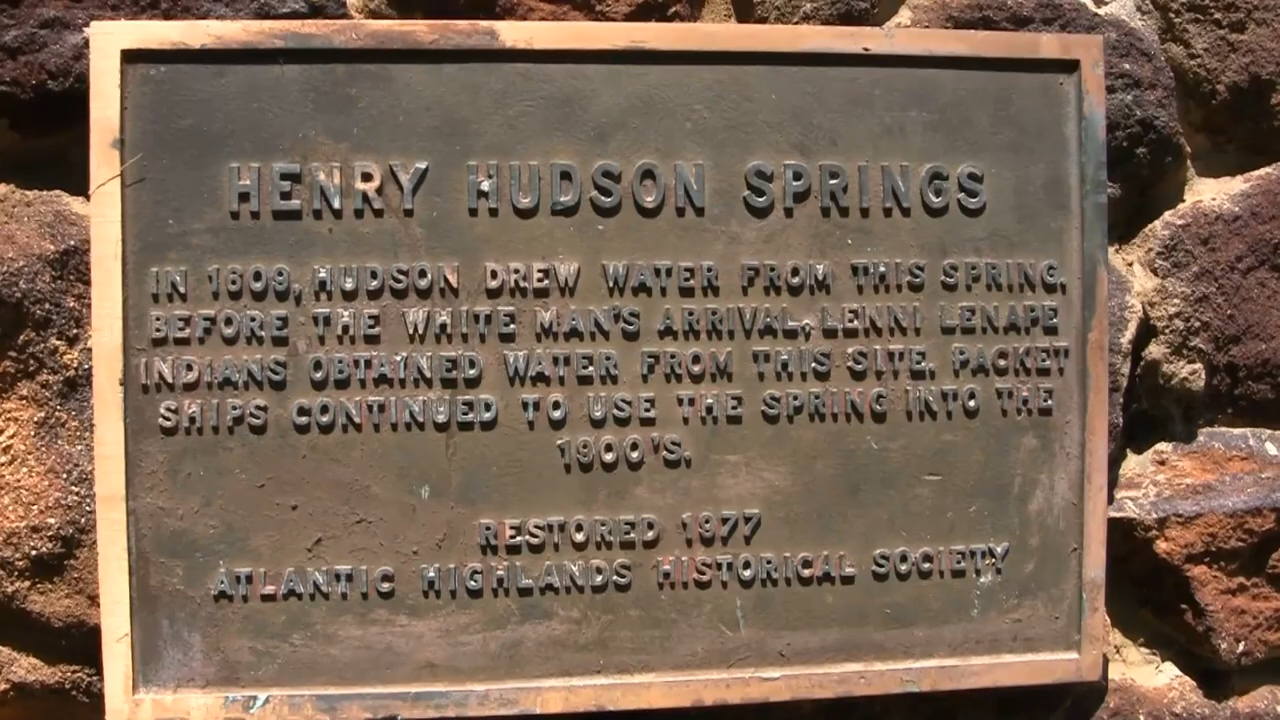 HENRY HUDSON SPRINGS
IN 1609, HUDSON DREW WATER FROM THIS SPRING.
BEFORE THE WHITE MAN'S ARRIVAL, LENNI LENAPE
INDIANS OBTAINED WATER FROM THIS SITE. PACKET
SHIPS CONTINUED TO USE THE SPRING INTO THE
1900'S.
RESTORED 1977
ATLANTIC HIGHLANDS HISTORICAL SOCIETY